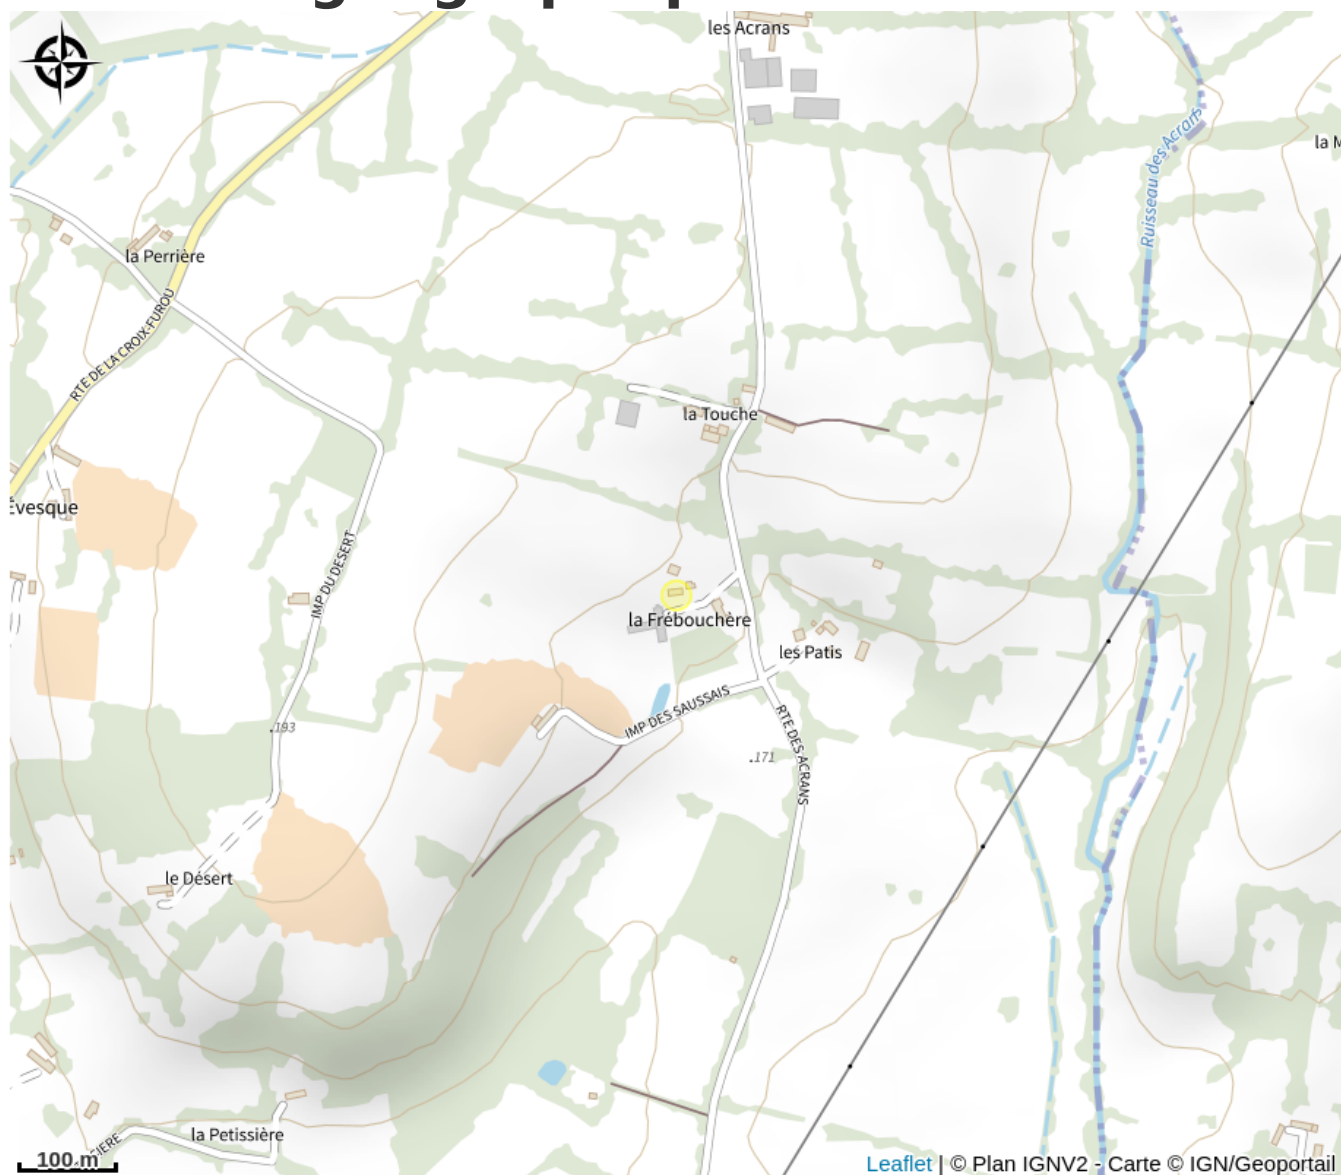 les Acrans
Ruisseau des Acrans
la M
la Perrière
RTE DE LA CROIX-FUROU
la Touche
Évesque
IMP DU DESERT
la Frébouchère
les Patis
IMP DES SAUSSAIS
RTE DES ACRANS
.193
.171
le Désert
la Petissière
IERE
100 m
Leaflet | © Plan IGNV2 - Carte © IGN/Geoportail